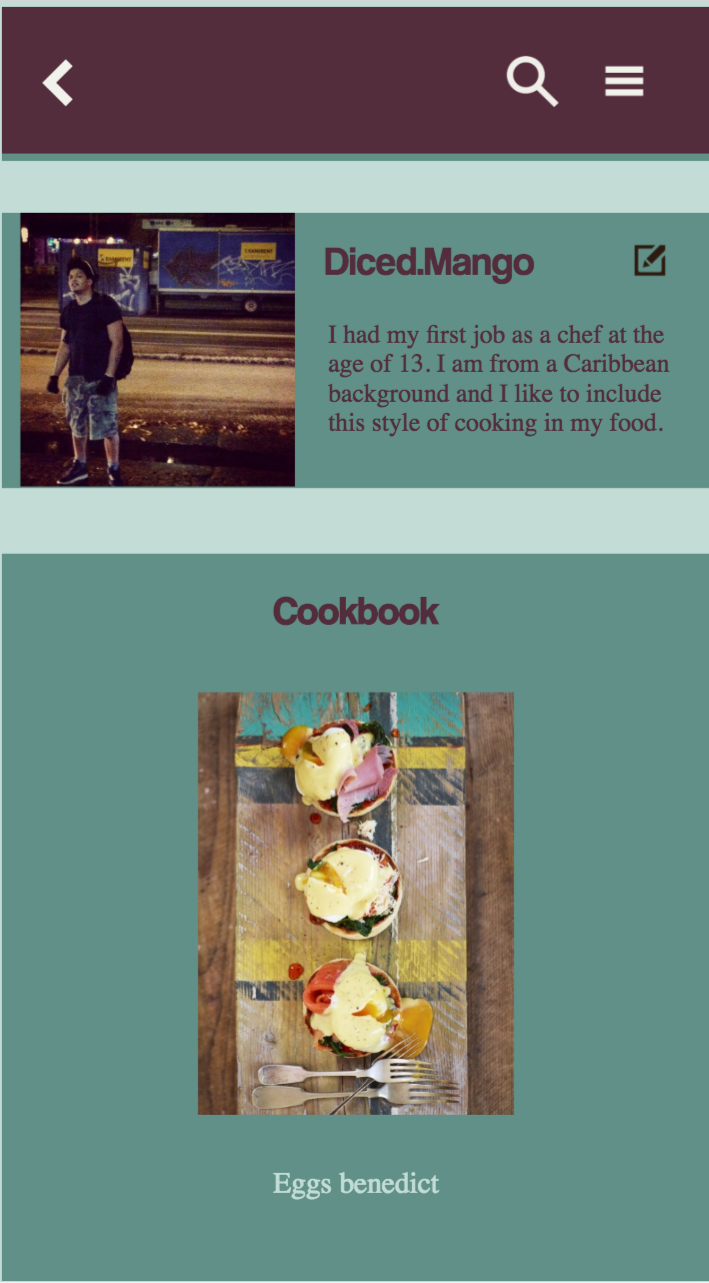 Diced.Mango
I had my first job as a chef at the
age of 13. I am from a Caribbean
background and I like to include
this style of cooking in my food.
Cookbook
Eggs benedict